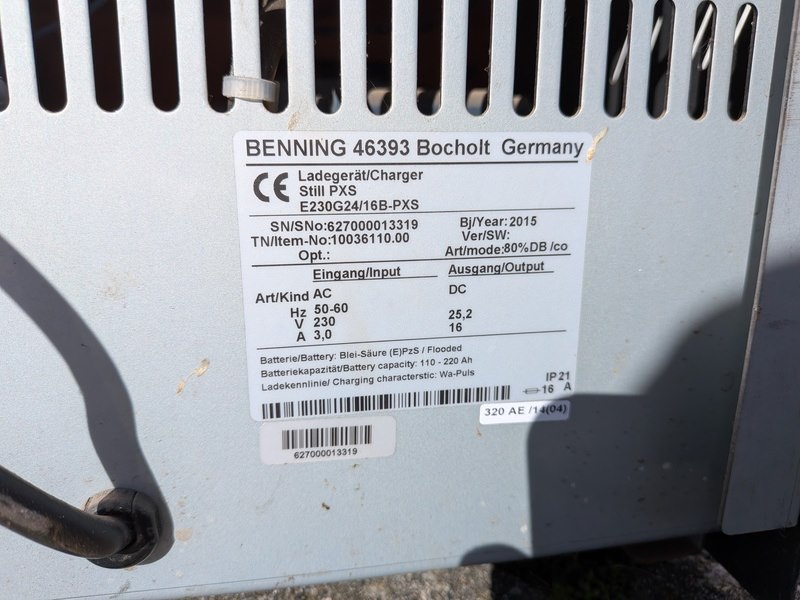 BENNING 46393 Bocholt Germany
CE Ladegerät/Charger
Still PXS
E230G24/16B-PXS
SN/SNo:627000013319 Bj/Year: 2015
TN/Item-No:10036110.00 Ver/SW:
Opt.: Art/mode:80%DB /co
Eingang/Input Ausgang/Output
Art/Kind AC DC
Hz 50-60
V 230 25,2
A 3,0 16
Batterie/Battery: Blei-Säure (E)PzS / Flooded
Batteriekapazität/Battery capacity: 110 - 220 Ah
Ladekennlinie/ Charging characterstic: Wa-Puls
IP 21
16 A
320 AE /14(04)
627000013319